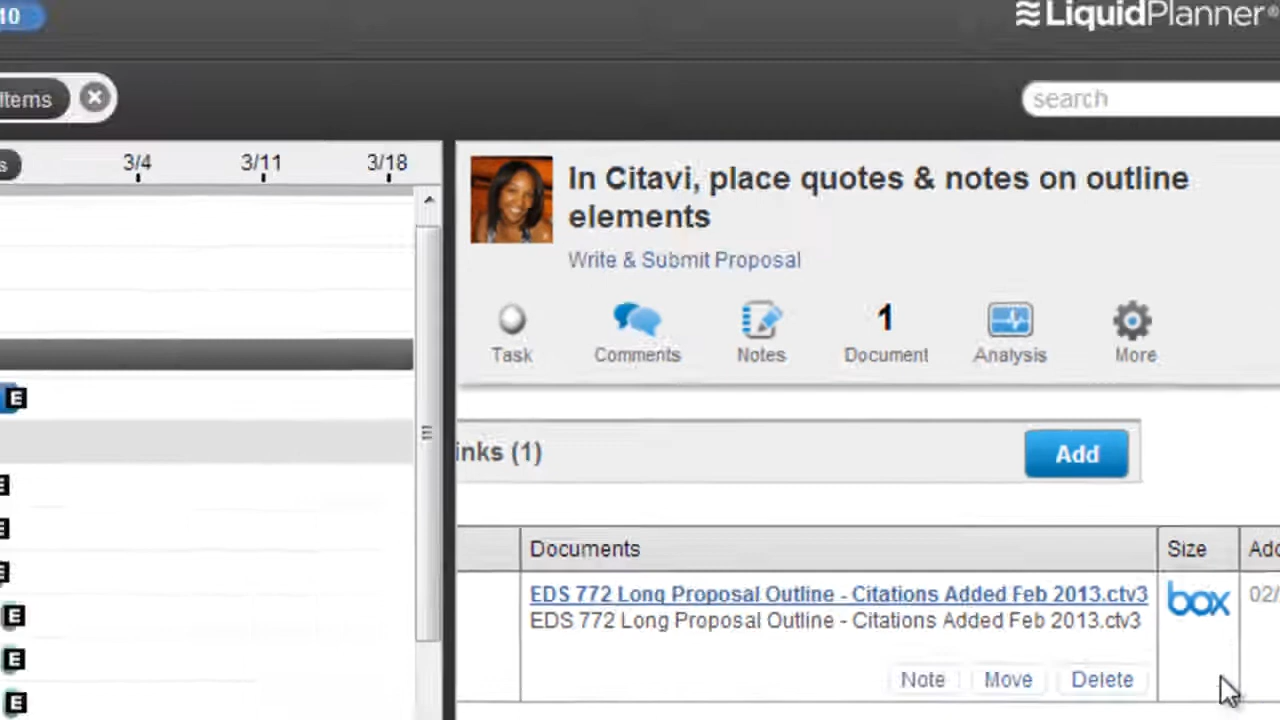 10
LiquidPlanner®
Items
search
s
3/4
3/11
3/18
In Citavi, place quotes & notes on outline
elements
Write & Submit Proposal
1
Task
Comments
Notes
Document
Analysis
More
E
inks (1)
Add
E
E
Documents
Size
Add
E
EDS 772 Long Proposal Outline - Citations Added Feb 2013.ctv3
box
02/
E
EDS 772 Long Proposal Outline - Citations Added Feb 2013.ctv3
E
Note
Move
Delete
E